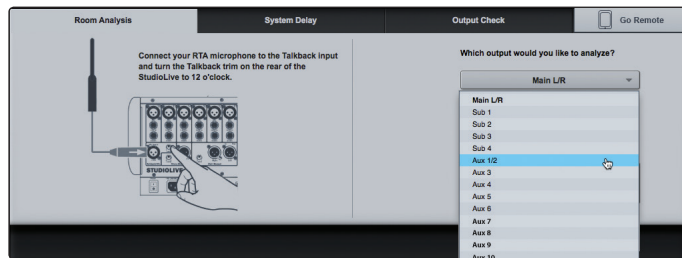 Room Analysis
System Delay
Output Check
Go Remote
Connect your RTA microphone to the Talkback input
and turn the Talkback trim on the rear of the
StudioLive to 12 o'clock.
STUDIOLIVE
Which output would you like to analyze?
Main L/R
Main L/R
Sub 1
Sub 2
Sub 3
Sub 4
Aux 1/2
Aux 3
Aux 4
Aux 5
Aux 6
Aux 7
Aux 8
Aux 9
Aux 10